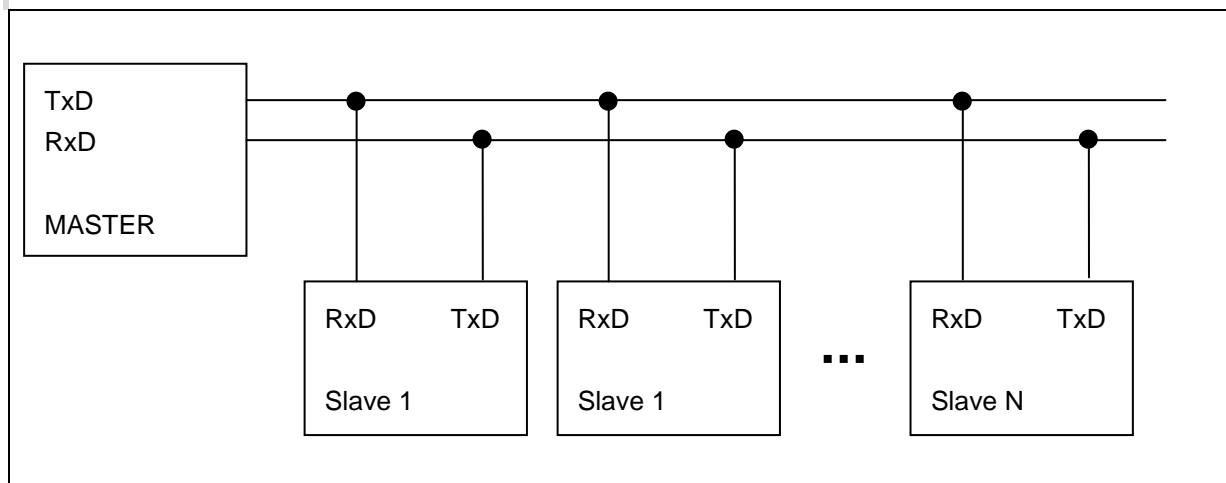 TxD
RxD
MASTER
RxD TxD
Slave 1
RxD TxD
Slave 1
...
RxD TxD
Slave N